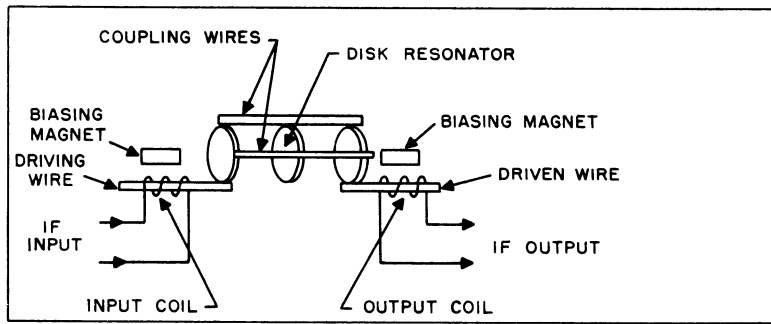 COUPLING WIRES
DISK RESONATOR
BIASING
MAGNET
BIASING MAGNET
DRIVING
WIRE
DRIVEN WIRE
IF
INPUT
IF OUTPUT
INPUT COIL
OUTPUT COIL